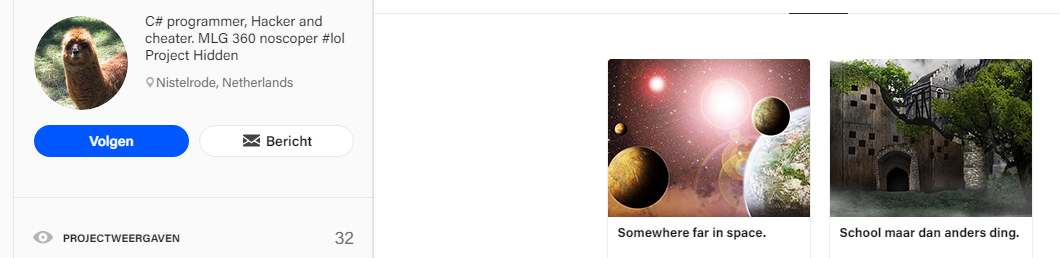 C# programmer, Hacker and
cheater. MLG 360 noscoper #lol
Project Hidden
Nistelrode, Netherlands
Volgen
Bericht
PROJECTWEERGAVEN
32
Somewhere far in space.
School maar dan anders ding.